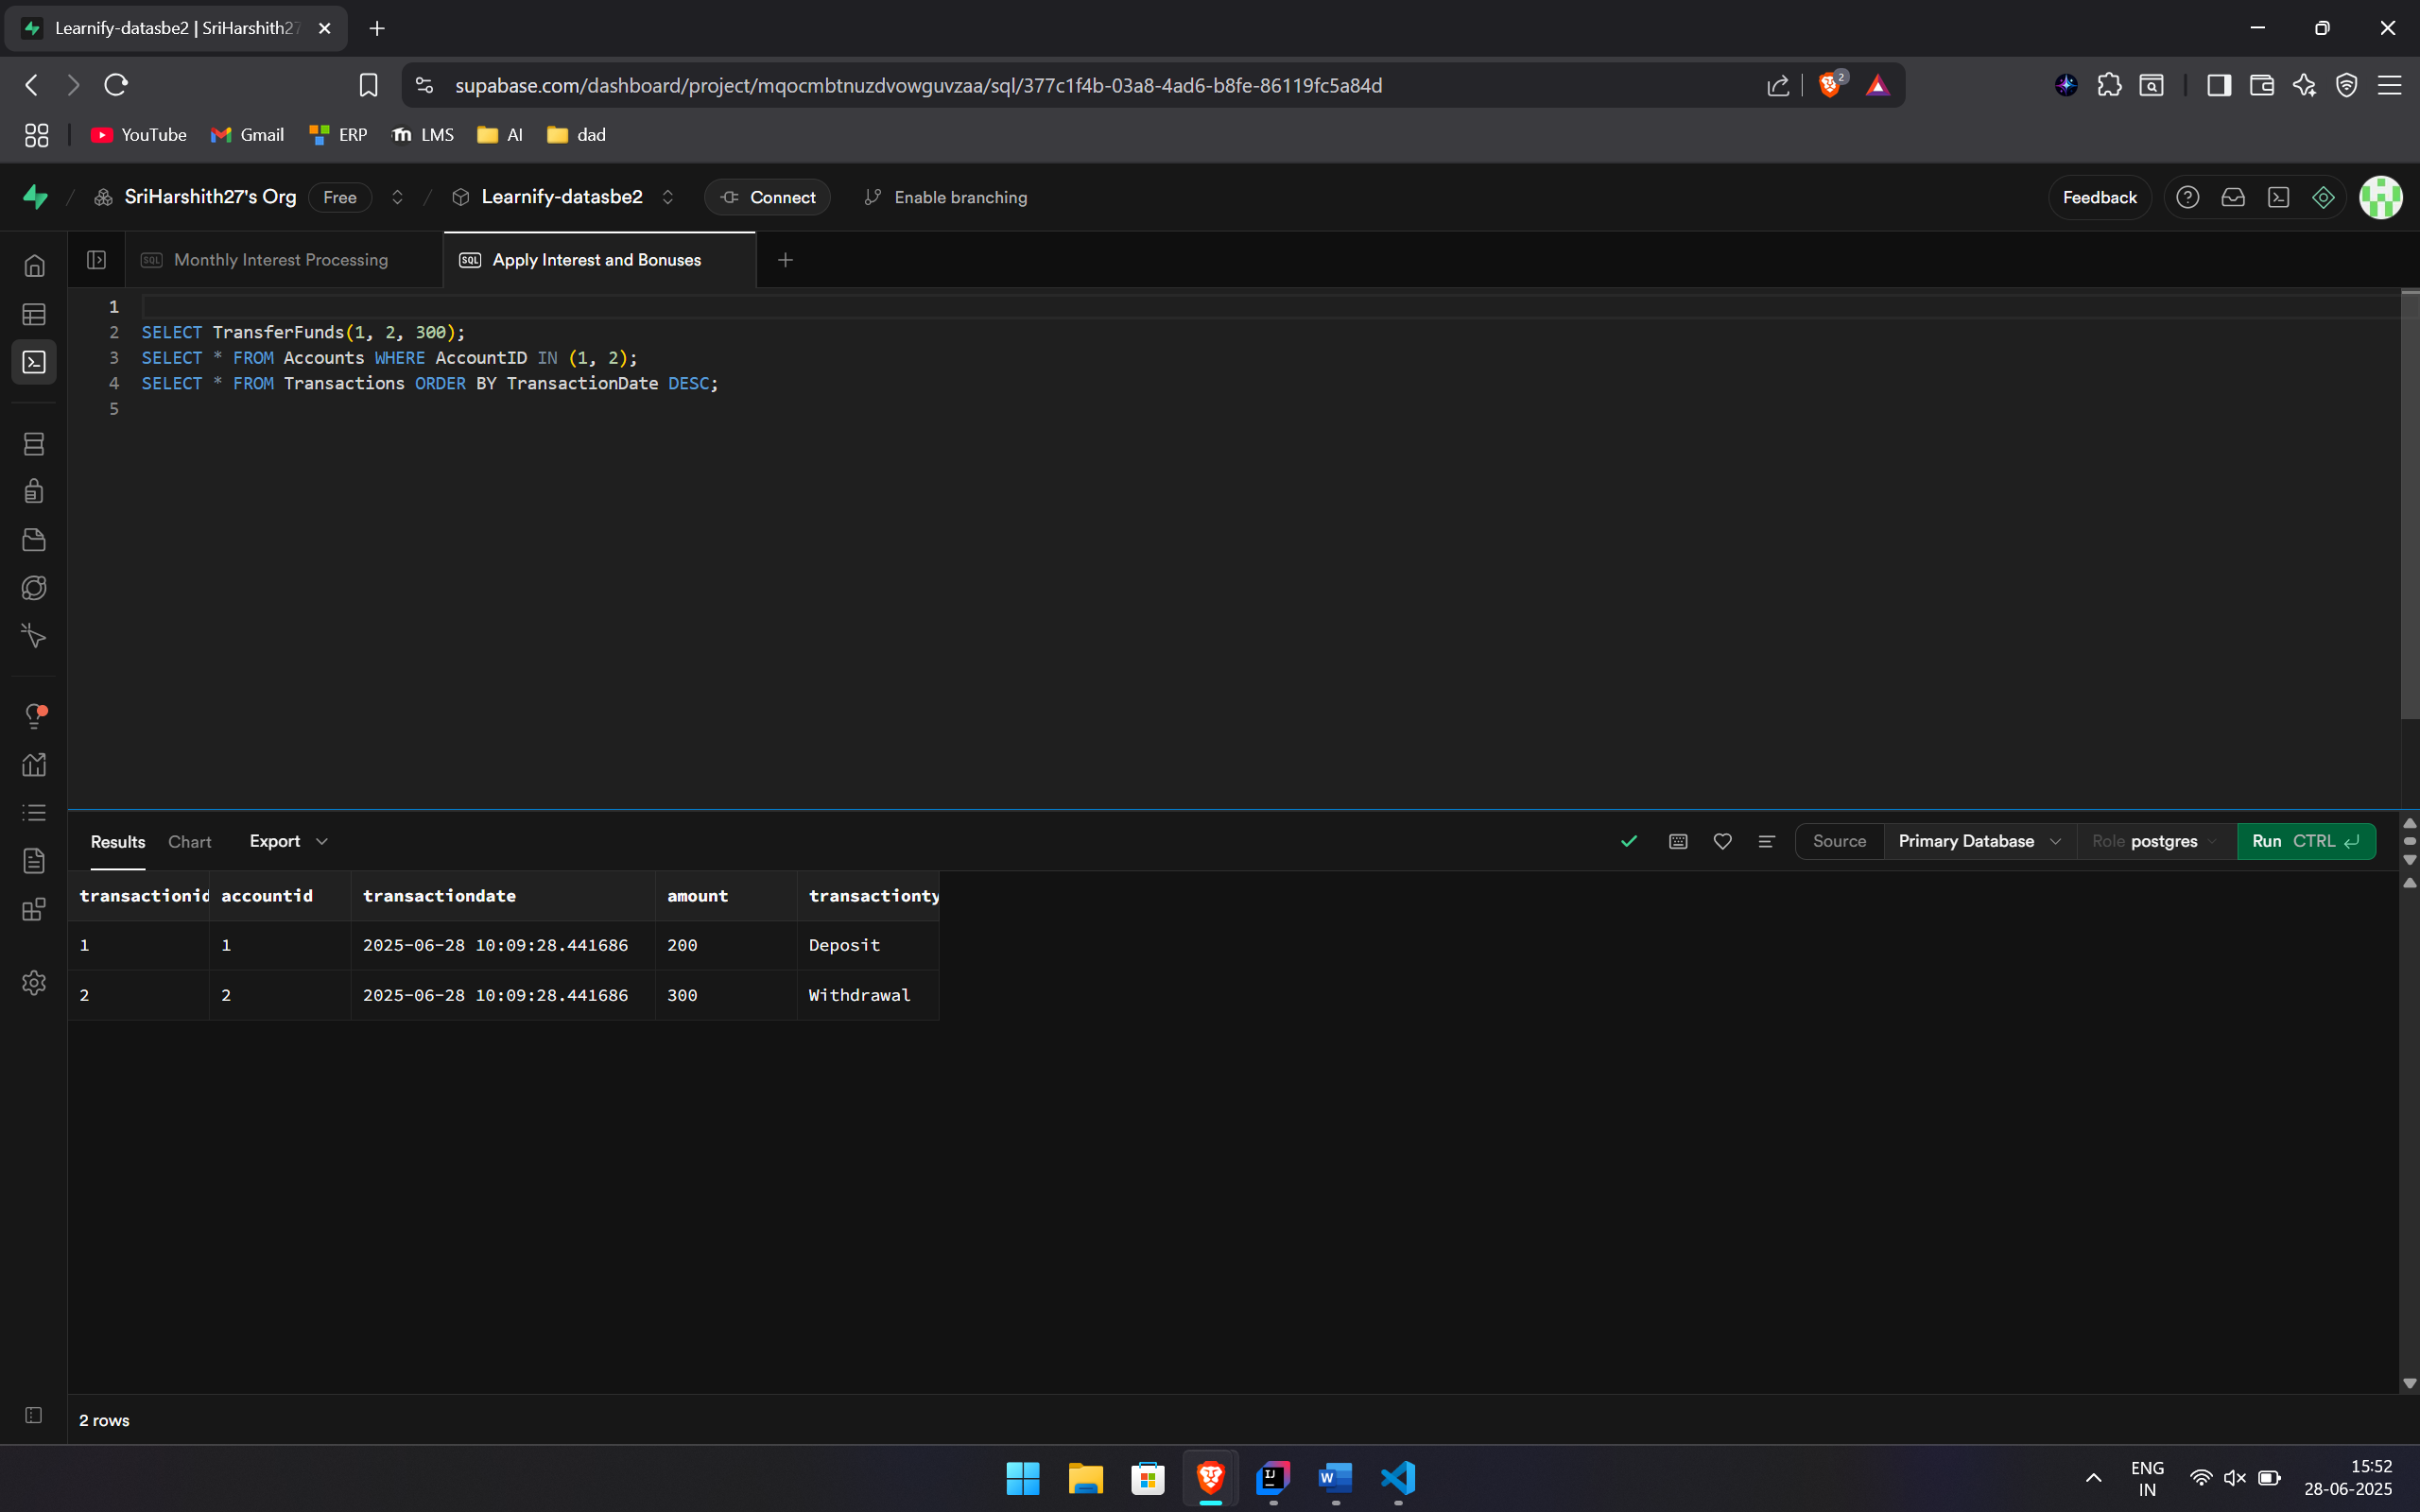 Learnify-datasbe2 | SriHarshith27
supabase.com/dashboard/project/mqocmbtnuzdvowguvzaa/sql/377c1f4b-03a8-4ad6-b8fe-86119fc5a84d
2
YouTube Gmail ERP LMS AI dad
/ SriHarshith27's Org Free / Learnify-datasbe2 Connect Enable branching Feedback
SQL Monthly Interest Processing SQL Apply Interest and Bonuses
1
2 SELECT TransferFunds(1, 2, 300);
3 SELECT * FROM Accounts WHERE AccountID IN (1, 2);
4 SELECT * FROM Transactions ORDER BY TransactionDate DESC;
5
Results Chart Export Source Primary Database Role postgres Run CTRL
transactionid accountid transactiondate amount transactionty
1 1 2025-06-28 10:09:28.441686 200 Deposit
2 2 2025-06-28 10:09:28.441686 300 Withdrawal
2 rows
ENG 15:52
IN 28-06-2025